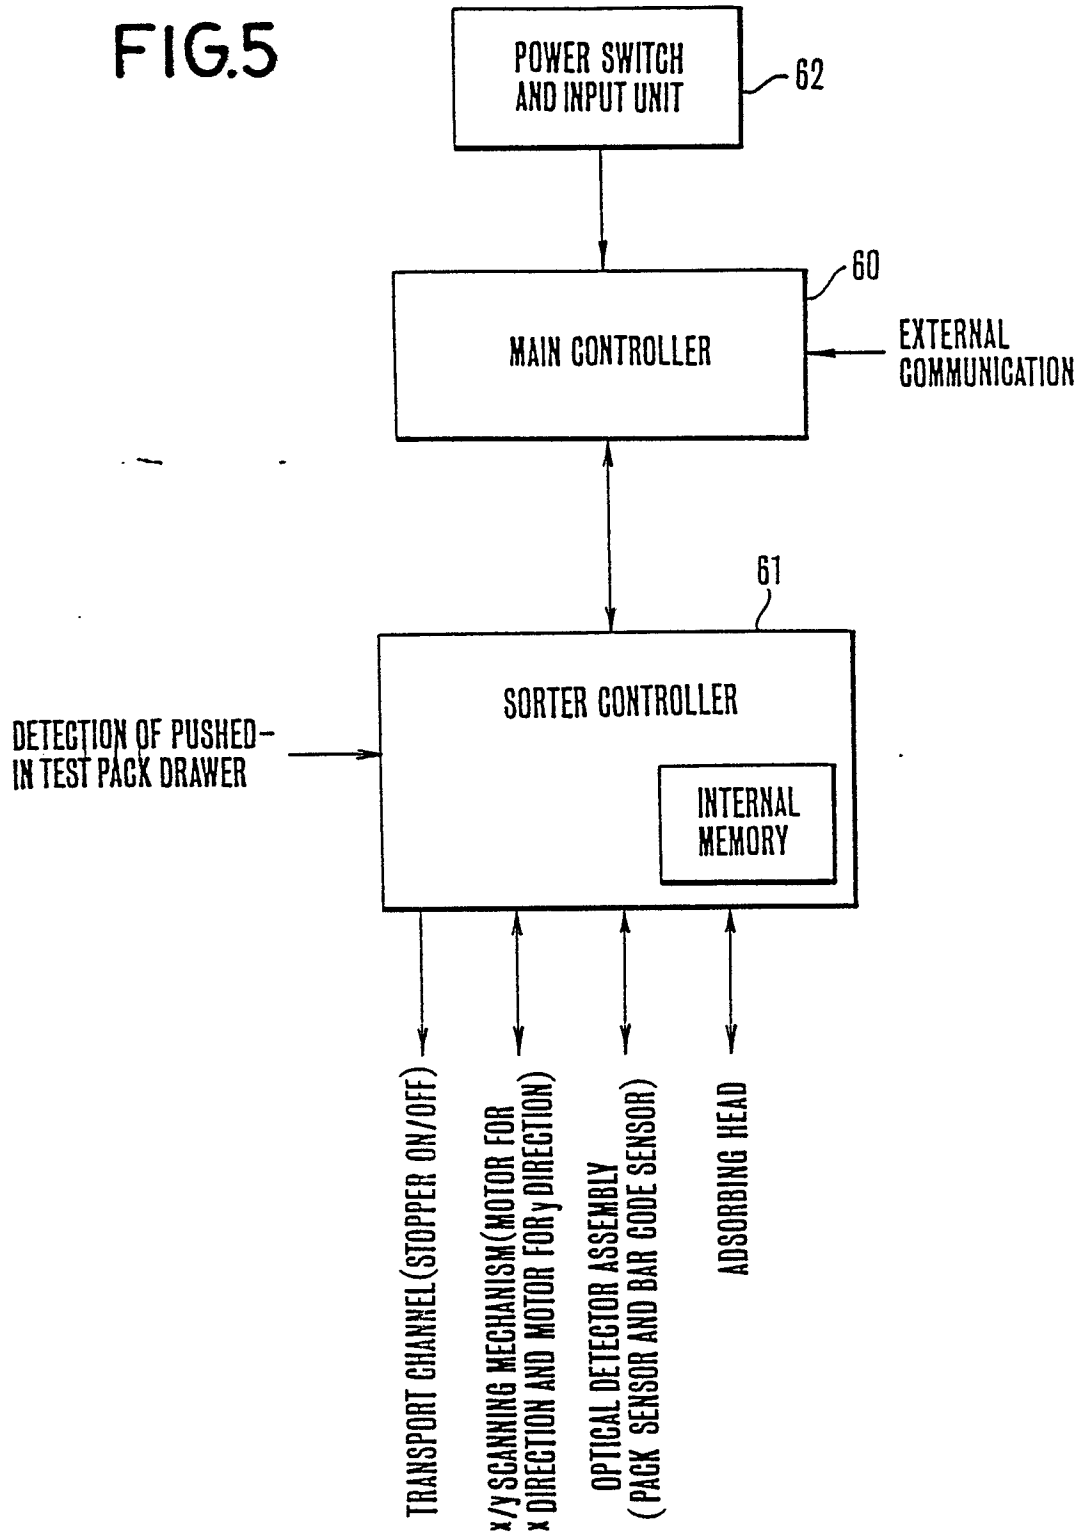 FIG.5
POWER SWITCH
AND INPUT UNIT
62
60
MAIN CONTROLLER
EXTERNAL
COMMUNICATION
61
SORTER CONTROLLER
DETECTION OF PUSHED-
IN TEST PACK DRAWER
INTERNAL
MEMORY
TRANSPORT CHANNEL(STOPPER ON/OFF)
x/y SCANNING MECHANISM(MOTOR FOR
x DIRECTION AND MOTOR FOR y DIRECTION)
OPTICAL DETECTOR ASSEMBLY
(PACK SENSOR AND BAR CODE SENSOR)
ADSORBING HEAD